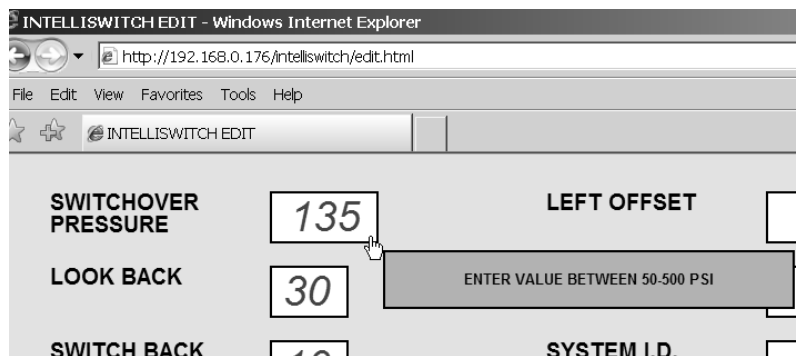 INTELLISWITCH EDIT - Windows Internet Explorer
http://192.168.0.176/intelliswitch/edit.html
File Edit View Favorites Tools Help
INTELLISWITCH EDIT
SWITCHOVER
PRESSURE
135
LEFT OFFSET
ENTER VALUE BETWEEN 50-500 PSI
LOOK BACK
30
SWITCH BACK
SYSTEM I.D.